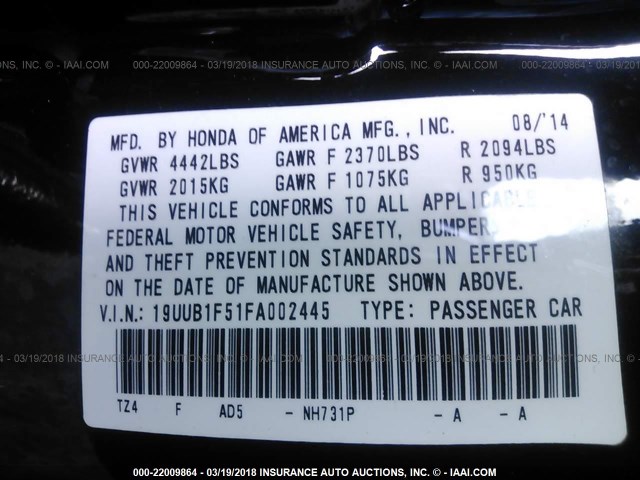 AUCTIONS, INC. - © IAAI.COM 000-22009864 - 03/19/2018 INSURANCE AUTO AUCTIONS, INC. - © IAAI.COM 000-22009864
MFD. BY HONDA OF AMERICA MFG., INC. 08/'14
GVWR 4442LBS GAWR F 2370LBS R 2094LBS
GVWR 2015KG GAWR F 1075KG R 950KG
THIS VEHICLE CONFORMS TO ALL APPLICABLE
FEDERAL MOTOR VEHICLE SAFETY, BUMPER,
AND THEFT PREVENTION STANDARDS IN EFFECT
ON THE DATE OF MANUFACTURE SHOWN ABOVE.
V.I.N.: 19UUB1F51FA002445 TYPE: PASSENGER CAR
TZ4 F AD5 - NH731P - A - A
000-22009864 - 03/19/2018 INSURANCE AUTO AUCTIONS, INC. - © IAAI.COM